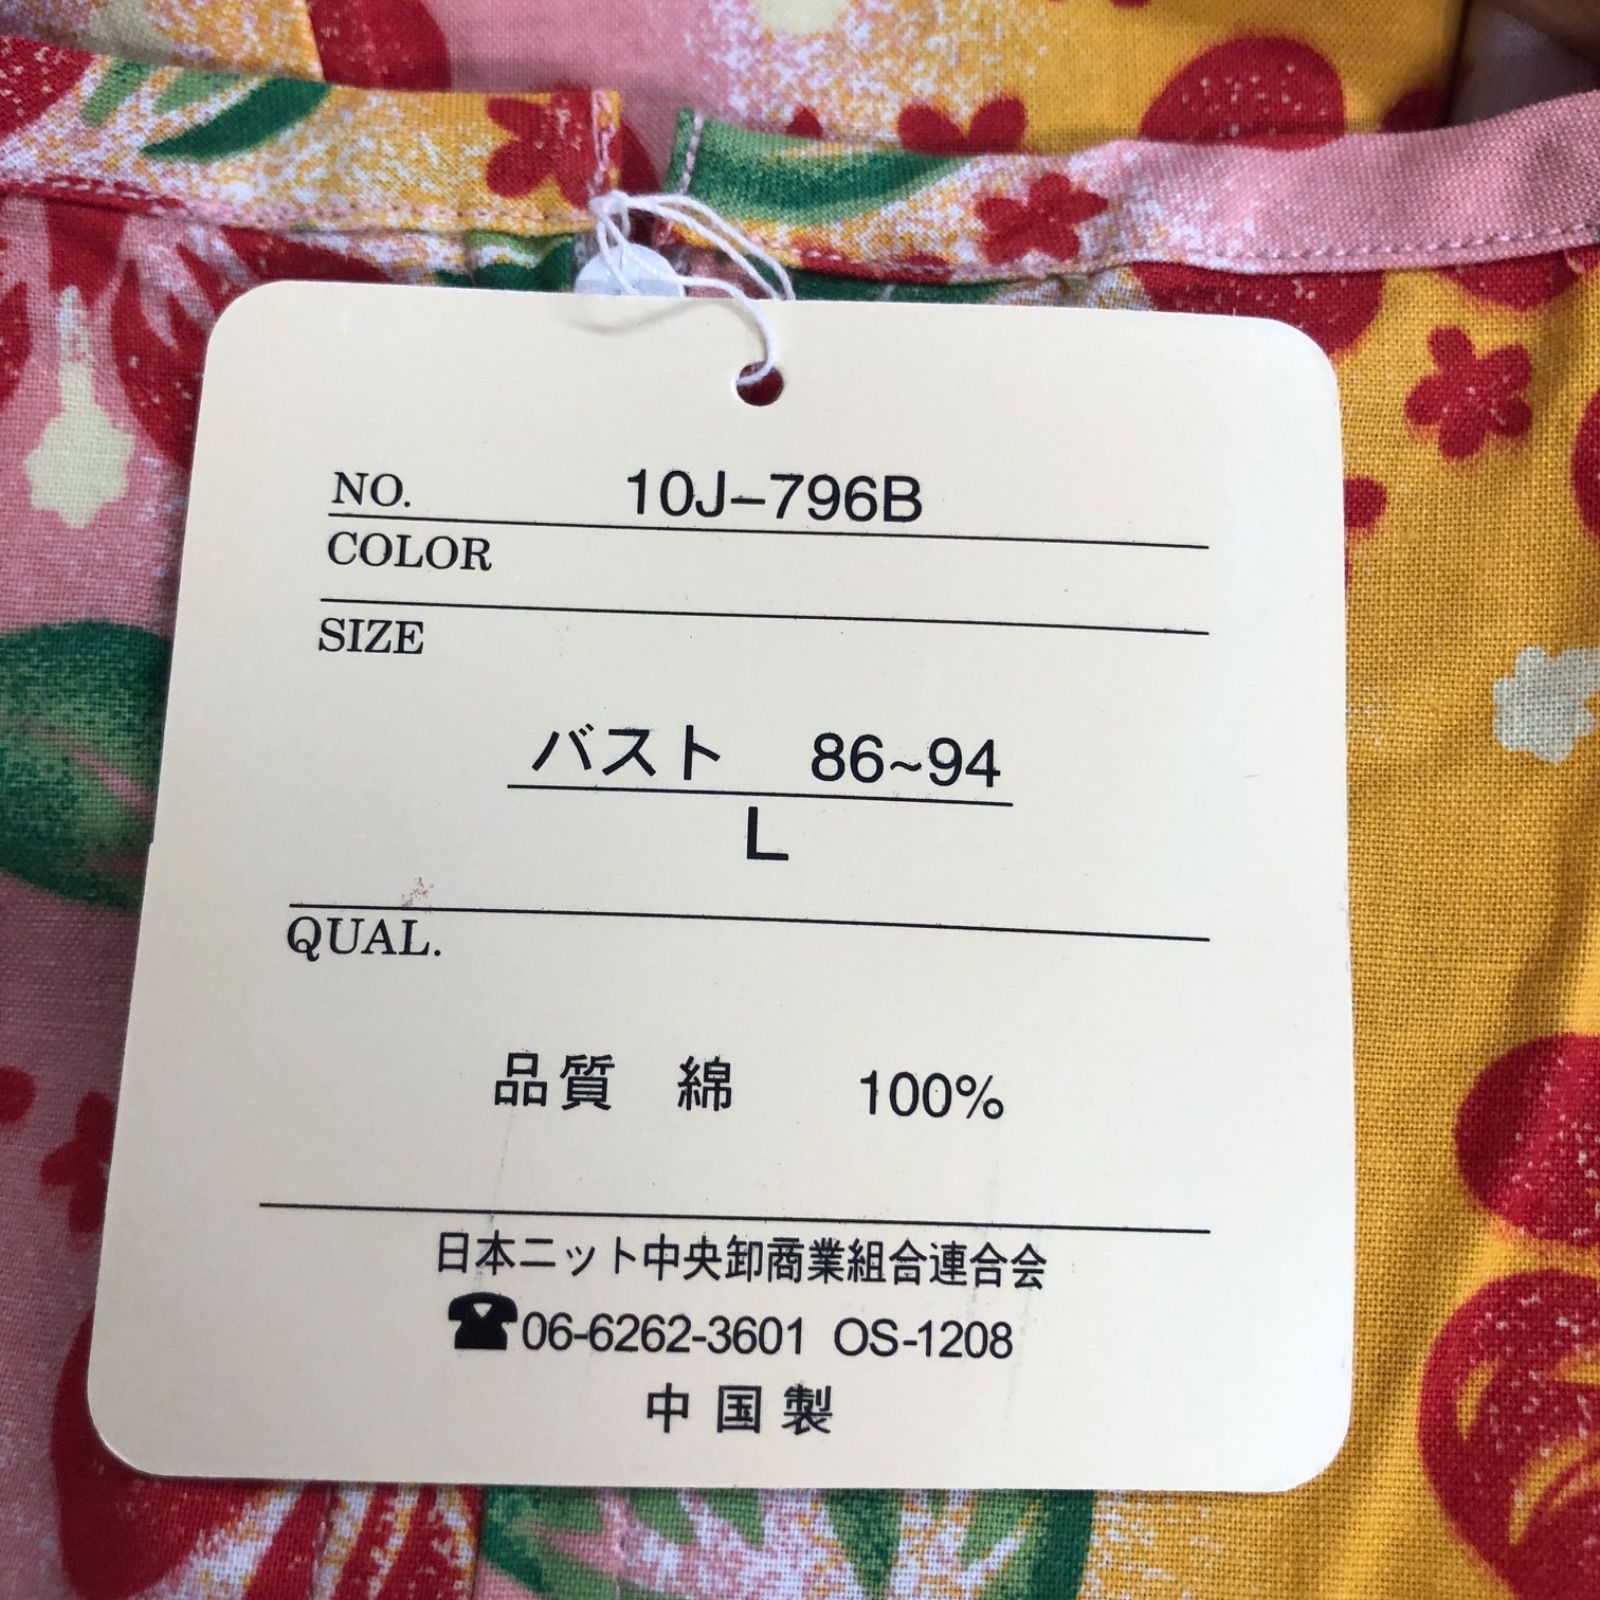 NO. 10J-796B
COLOR
SIZE
バスト 86~94
L
QUAL.
品質 綿 100%
日本ニット中央卸商業組合連合会
☎06-6262-3601 OS-1208
中国製